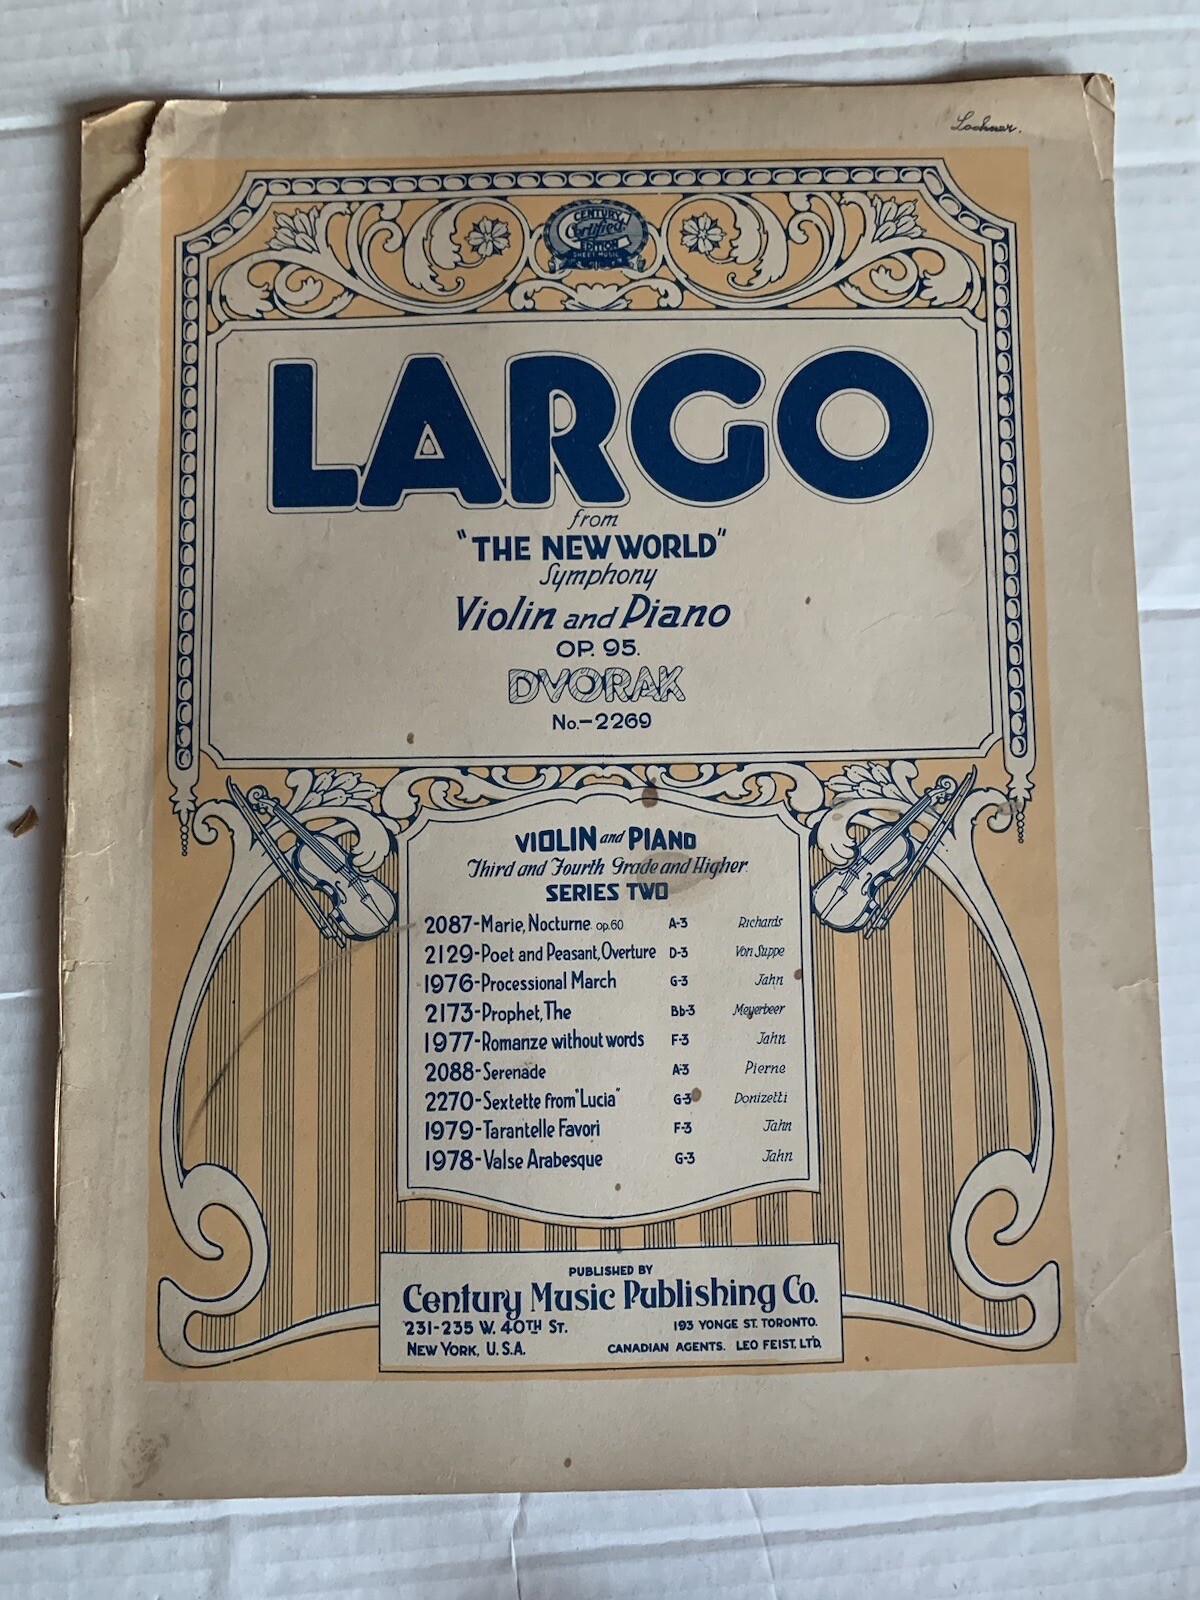 Lochner.
CENTURY
Certified
EDITION
SHEET MUSIC
LARGO
from
"THE NEW WORLD"
Symphony
Violin and Piano
OP. 95.
DVORAK
No.-2269
VIOLIN and PIANO
Third and Fourth Grade and Higher
SERIES TWO
2087-Marie, Nocturne op.60 A-3 Richards
2129-Poet and Peasant, Overture D-3 Von Suppe
1976-Processional March G-3 Jahn
2173-Prophet, The Bb-3 Meyerbeer
1977-Romanze without words F-3 Jahn
2088-Serenade A-3 Pierne
2270-Sextette from "Lucia" G-3 Donizetti
1979-Tarantelle Favori F-3 Jahn
1978-Valse Arabesque G-3 Jahn
PUBLISHED BY
Century Music Publishing Co.
231-235 W. 40TH ST. 193 YONGE ST. TORONTO.
NEW YORK, U.S.A. CANADIAN AGENTS. LEO FEIST, LTD,